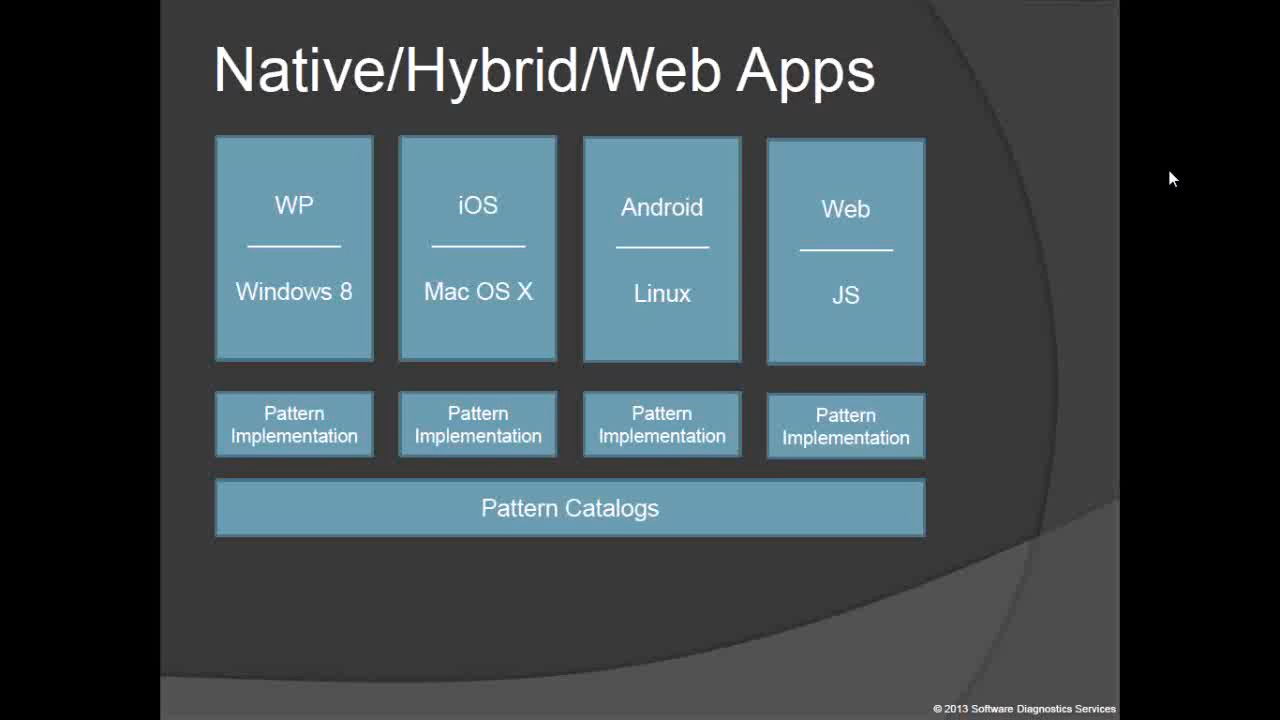 Native/Hybrid/Web Apps
WP
Windows 8
iOS
Mac OS X
Android
Linux
Web
JS
Pattern
Implementation
Pattern
Implementation
Pattern
Implementation
Pattern
Implementation
Pattern Catalogs
© 2013 Software Diagnostics Services